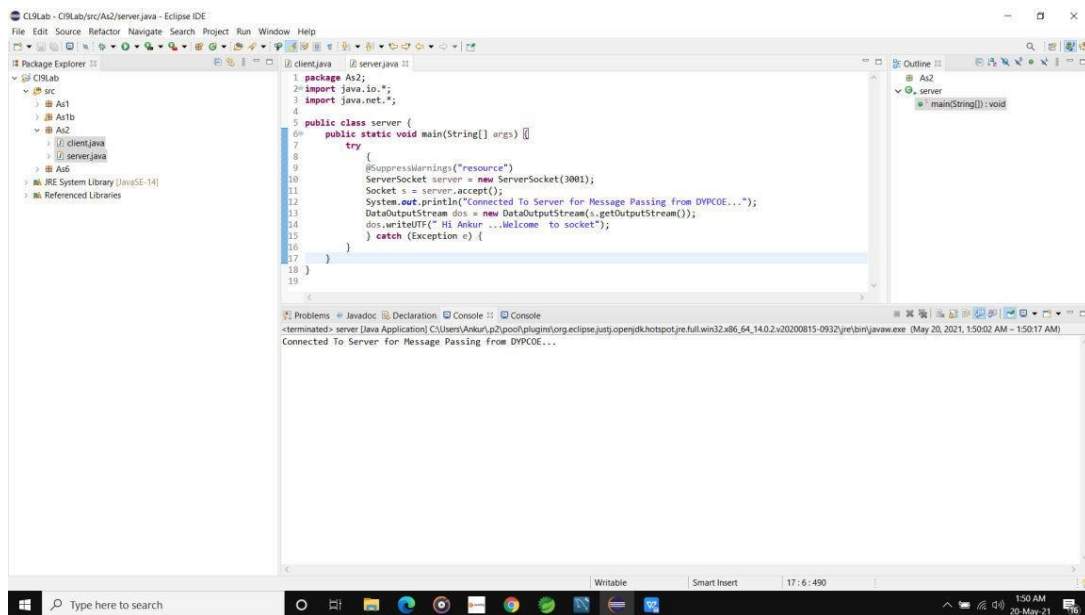 CL9Lab - Cl9Lab/src/As2/server.java - Eclipse IDE
File Edit Source Refactor Navigate Search Project Run Window Help
Package Explorer
Cl9Lab
src
As1
As1b
As2
client.java
server.java
As6
JRE System Library [JavaSE-14]
Referenced Libraries
client.java server.java
1 package As2;
2 import java.io.*;
3 import java.net.*;
4
5 public class server {
6 public static void main(String[] args) {
7 try
8 {
9 @SuppressWarnings("resource")
10 ServerSocket server = new ServerSocket(3001);
11 Socket s = server.accept();
12 System.out.println("Connected To Server for Message Passing from DYPCOE...");
13 DataOutputStream dos = new DataOutputStream(s.getOutputStream());
14 dos.writeUTF(" Hi Ankur ...Welcome to socket");
15 } catch (Exception e) {
16 }
17 }
18 }
19
Outline
As2
server
main(String[]) : void
Problems Javadoc Declaration Console Console
<terminated> server [Java Application] C:\Users\Ankur\.p2\pool\plugins\org.eclipse.justj.openjdk.hotspot.jre.full.win32.x86_64_14.0.2.v20200815-0932\jre\bin\javaw.exe (May 20, 2021, 1:50:02 AM – 1:50:17 AM)
Connected To Server for Message Passing from DYPCOE...
Writable Smart Insert 17 : 6 : 490
Type here to search
1:50 AM
20-May-21